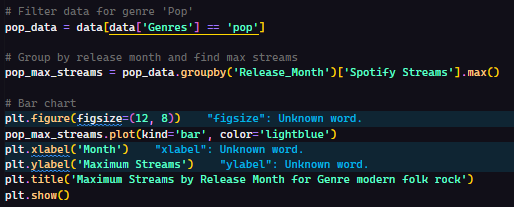 # Filter data for genre 'Pop'
pop_data = data[data['Genres'] == 'pop']
# Group by release month and find max streams
pop_max_streams = pop_data.groupby('Release_Month')['Spotify Streams'].max()
# Bar chart
plt.figure(figsize=(12, 8))    "figsize": Unknown word.
pop_max_streams.plot(kind='bar', color='lightblue')
plt.xlabel('Month')    "xlabel": Unknown word.
plt.ylabel('Maximum Streams')    "ylabel": Unknown word.
plt.title('Maximum Streams by Release Month for Genre modern folk rock')
plt.show()